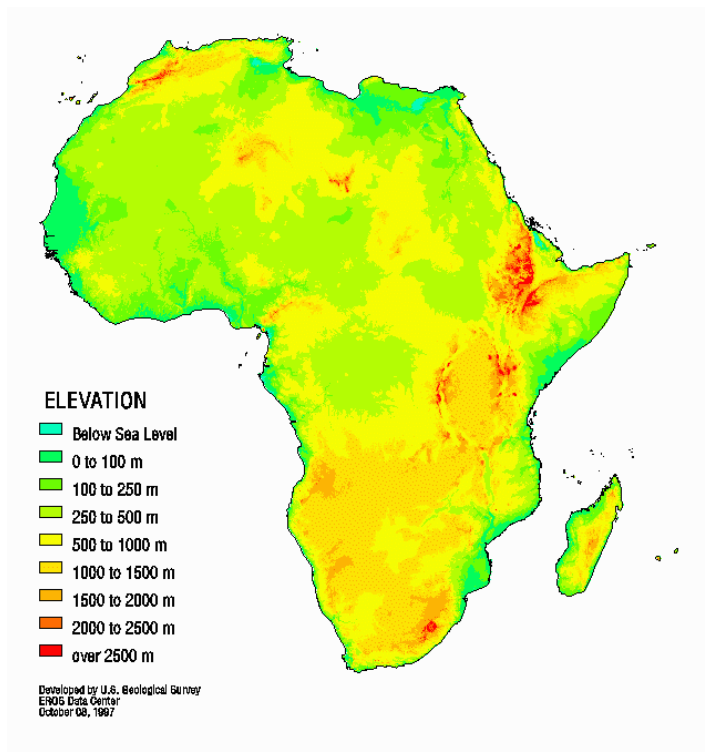 ELEVATION
Below Sea Level
0 to 100 m
100 to 250 m
250 to 500 m
500 to 1000 m
1000 to 1500 m
1500 to 2000 m
2000 to 2500 m
over 2500 m
Developed by U.S. Geological Survey
EROS Data Center
October 08, 1997